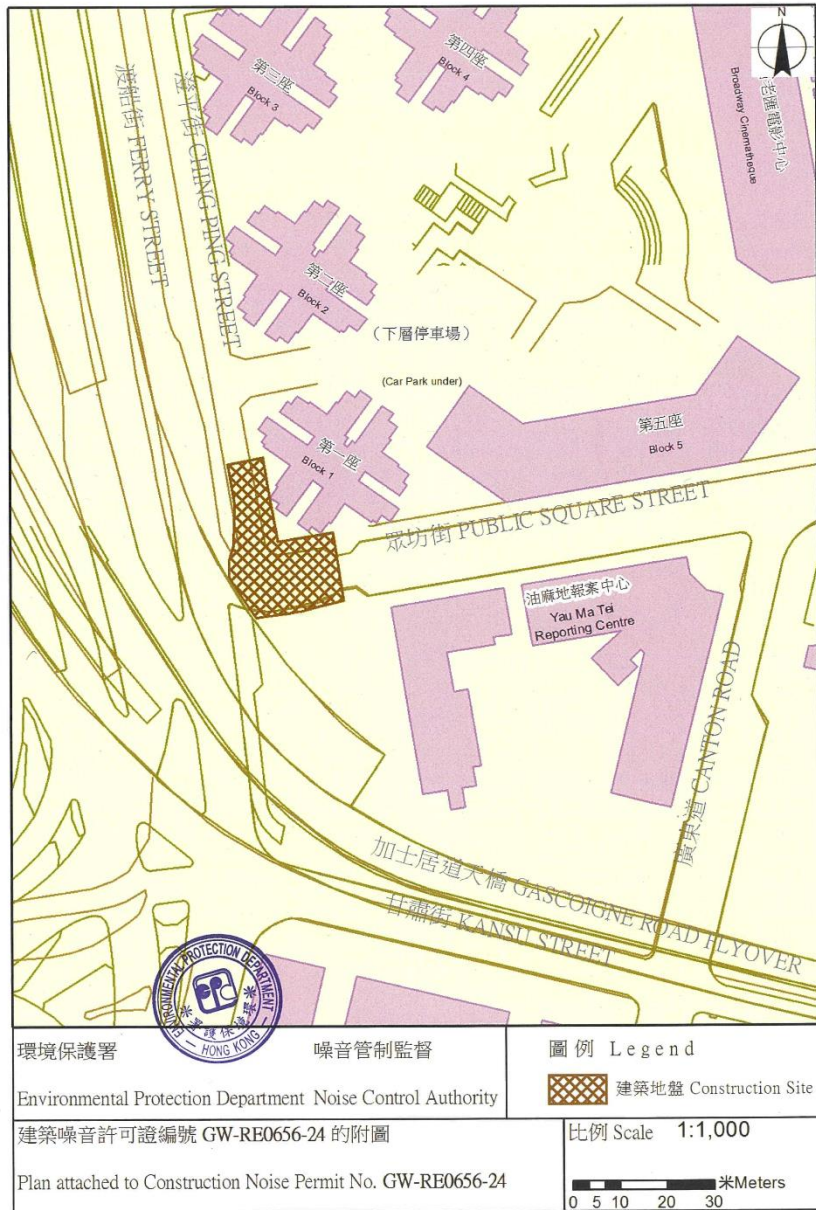 N
第三座
Block 3
第四座
Block 4
老匯電影中心
Broadway Cinematheque
渡船街 FERRY STREET
澄平街 CHING PING STREET
第二座
Block 2
(下層停車場)
(Car Park under)
第一座
Block 1
第五座
Block 5
眾坊街 PUBLIC SQUARE STREET
油麻地報案中心
Yau Ma Tei
Reporting Centre
廣東道 CANTON ROAD
加士居道天橋 GASCOIGNE ROAD FLYOVER
甘肅街 KANSU STREET
ENVIRONMENTAL PROTECTION DEPARTMENT
環境保護署
HONG KONG
環境保護署 噪音管制監督
Environmental Protection Department Noise Control Authority
圖例 Legend
建築地盤 Construction Site
建築噪音許可證編號 GW-RE0656-24 的附圖
Plan attached to Construction Noise Permit No. GW-RE0656-24
比例 Scale 1:1,000
米Meters
0 5 10 20 30